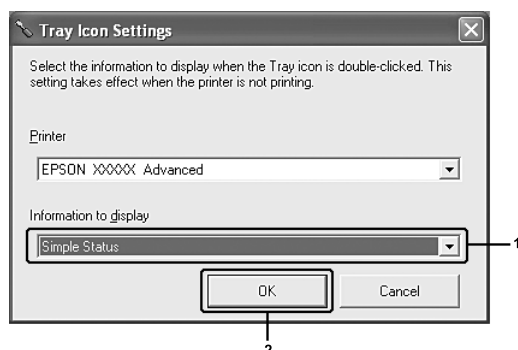 Tray Icon Settings
Select the information to display when the Tray icon is double-clicked. This
setting takes effect when the printer is not printing.
Printer
EPSON XXXXX Advanced
Information to display
Simple Status
1
OK
Cancel
2